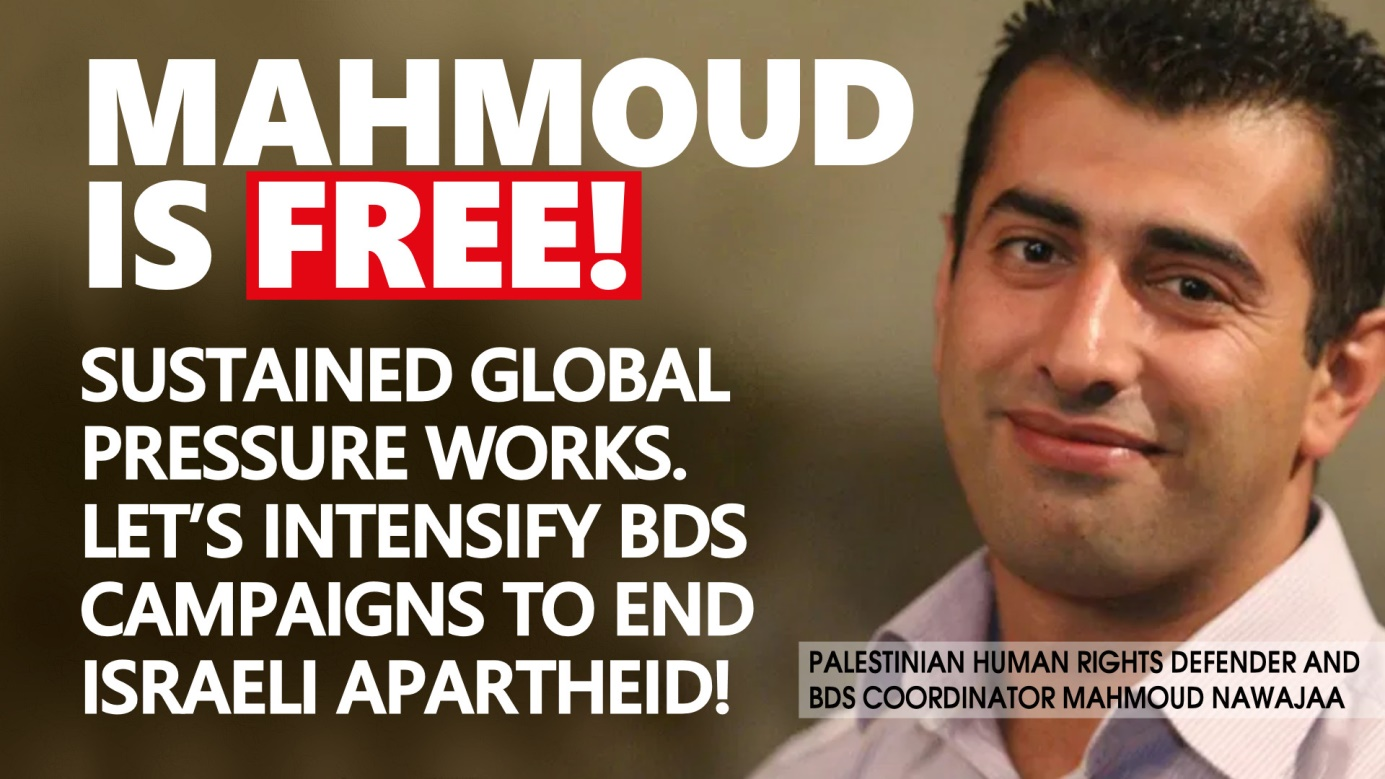 MAHMOUD
IS FREE!
SUSTAINED GLOBAL
PRESSURE WORKS.
LET'S INTENSIFY BDS
CAMPAIGNS TO END
ISRAELI APARTHEID!
PALESTINIAN HUMAN RIGHTS DEFENDER AND
BDS COORDINATOR MAHMOUD NAWAJAA